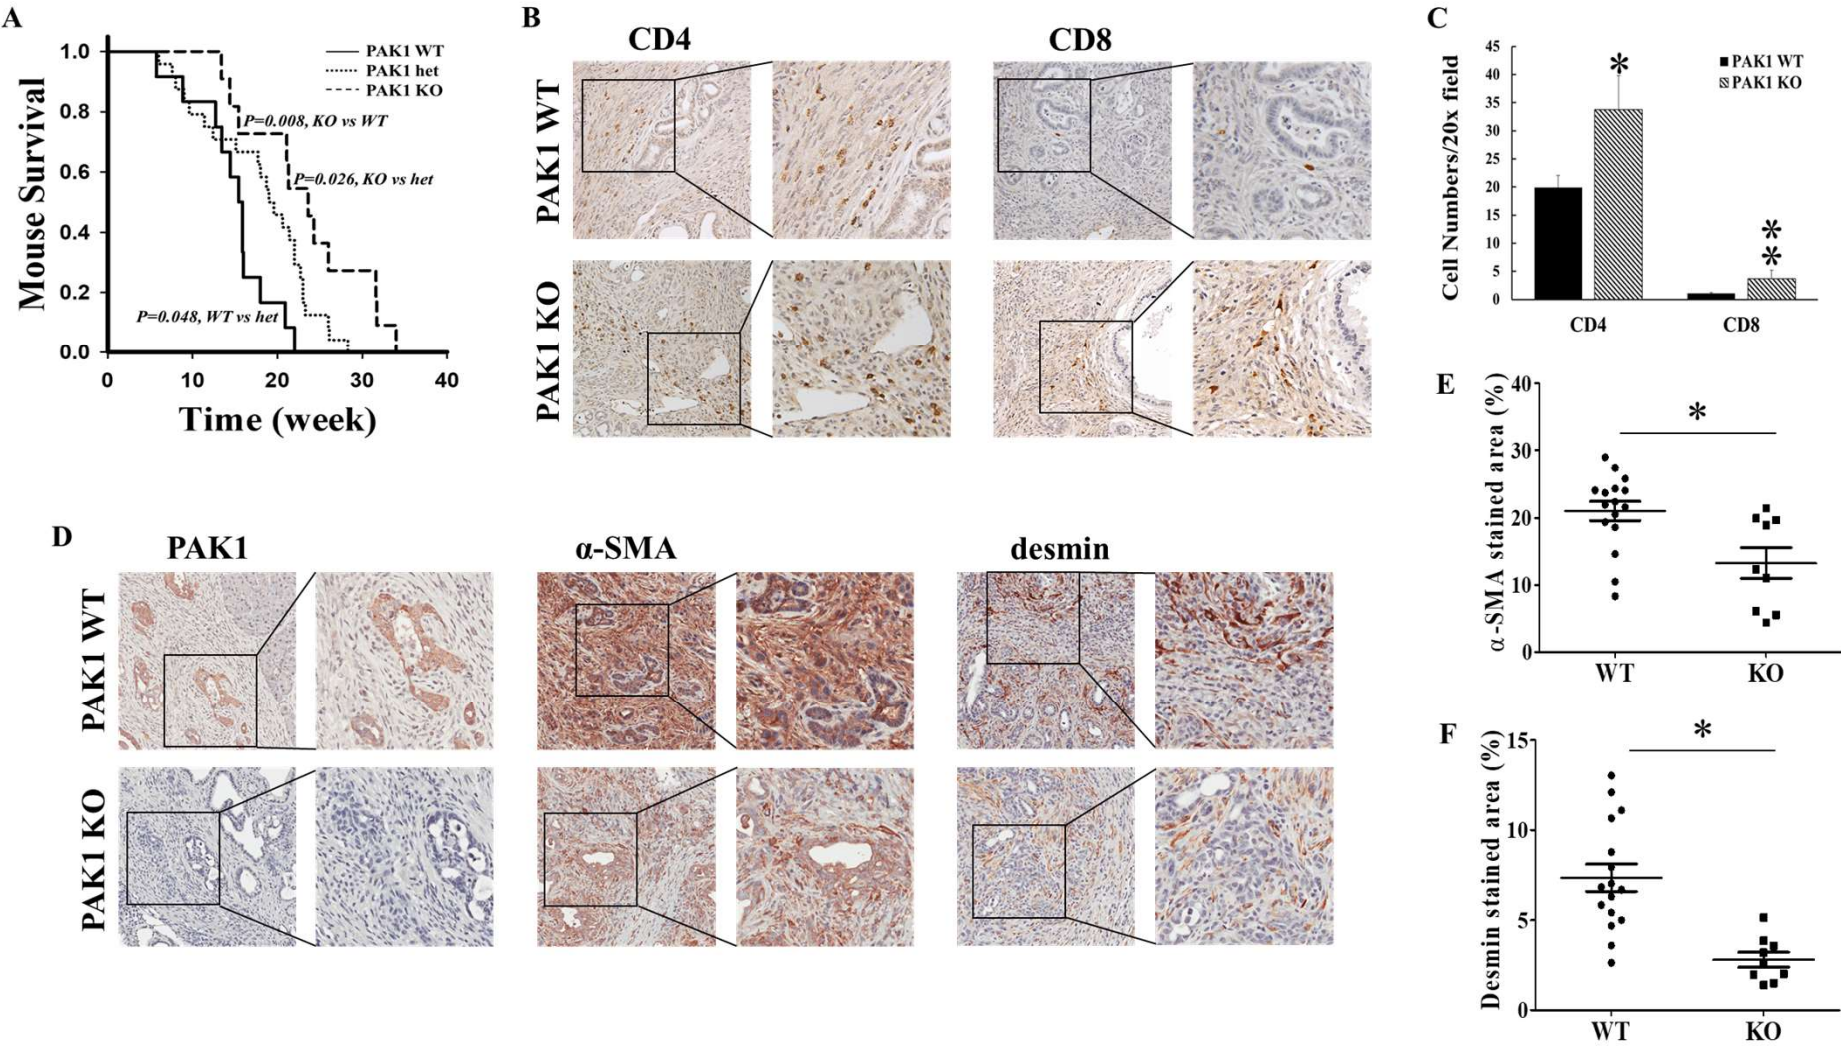 A
Mouse Survival
1.0
0.8
0.6
0.4
0.2
0.0
0
10
20
30
40
Time (week)
PAK1 WT
PAK1 het
PAK1 KO
P=0.008, KO vs WT
P=0.026, KO vs het
P=0.048, WT vs het
B
CD4
CD8
PAK1 WT
PAK1 KO
C
Cell Numbers/20x field
45
40
35
30
25
20
15
10
5
0
PAK1 WT
PAK1 KO
*
*
*
CD4
CD8
D
PAK1
α-SMA
desmin
PAK1 WT
PAK1 KO
E
α-SMA stained area (%)
40
30
20
10
0
*
WT
KO
F
Desmin stained area (%)
15
10
5
0
*
WT
KO